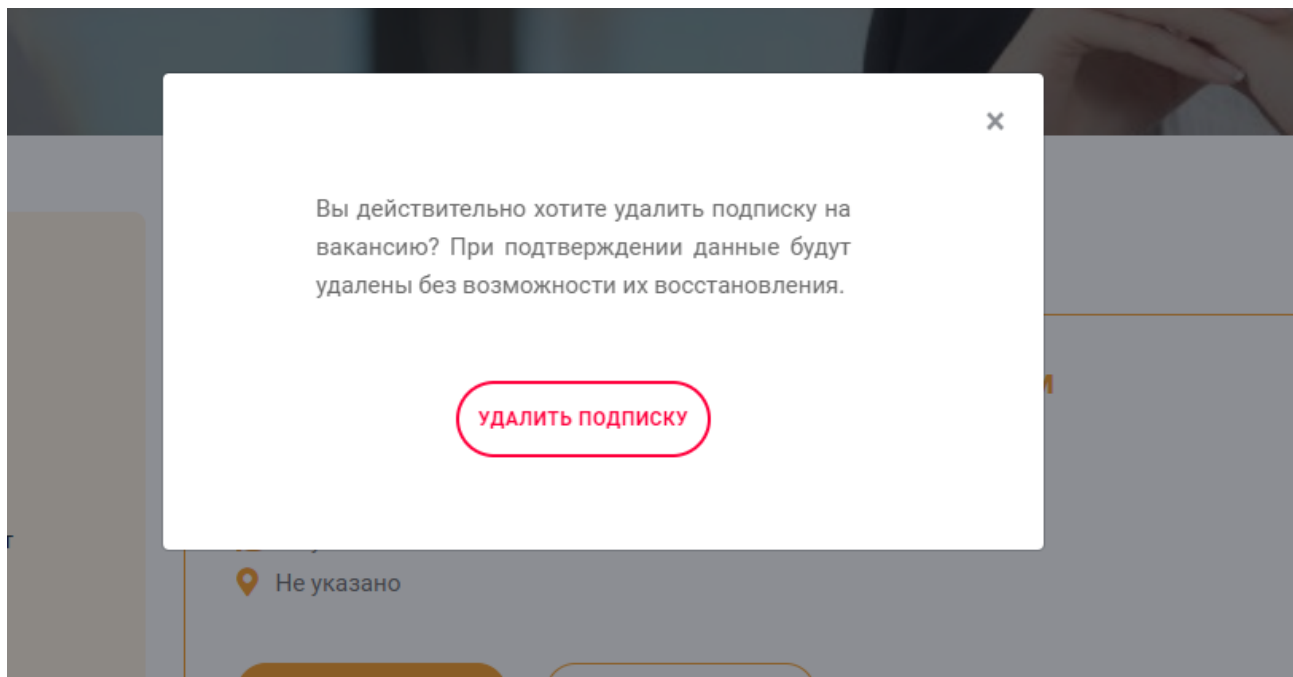 ×
Вы действительно хотите удалить подписку на
вакансию? При подтверждении данные будут
удалены без возможности их восстановления.
УДАЛИТЬ ПОДПИСКУ
Не указано